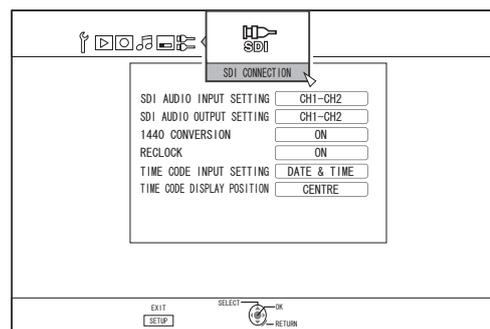 SDI
SDI CONNECTION
SDI AUDIO INPUT SETTING CH1-CH2
SDI AUDIO OUTPUT SETTING CH1-CH2
1440 CONVERSION ON
RECLOCK ON
TIME CODE INPUT SETTING DATE & TIME
TIME CODE DISPLAY POSITION CENTRE
EXIT
SETUP
SELECT
OK
RETURN